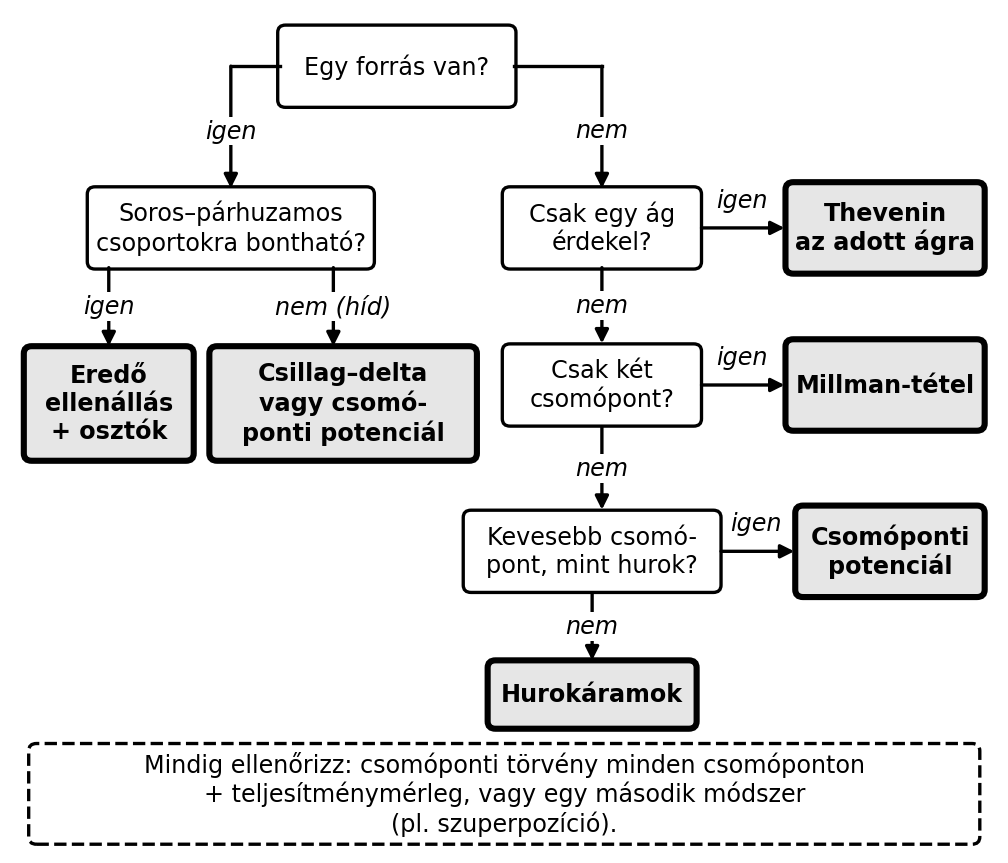 Egy forrás van?
igen
nem
Soros–párhuzamos
csoportokra bontható?
Csak egy ág
érdekel?
igen
Thevenin
az adott ágra
igen
nem (híd)
nem
Eredő
ellenállás
+ osztók
Csillag–delta
vagy csomó-
ponti potenciál
Csak két
csomópont?
igen
Millman-tétel
nem
Kevesebb csomó-
pont, mint hurok?
igen
Csomóponti
potenciál
nem
Hurokáramok
Mindig ellenőrizz: csomóponti törvény minden csomóponton
+ teljesítménymérleg, vagy egy második módszer
(pl. szuperpozíció).